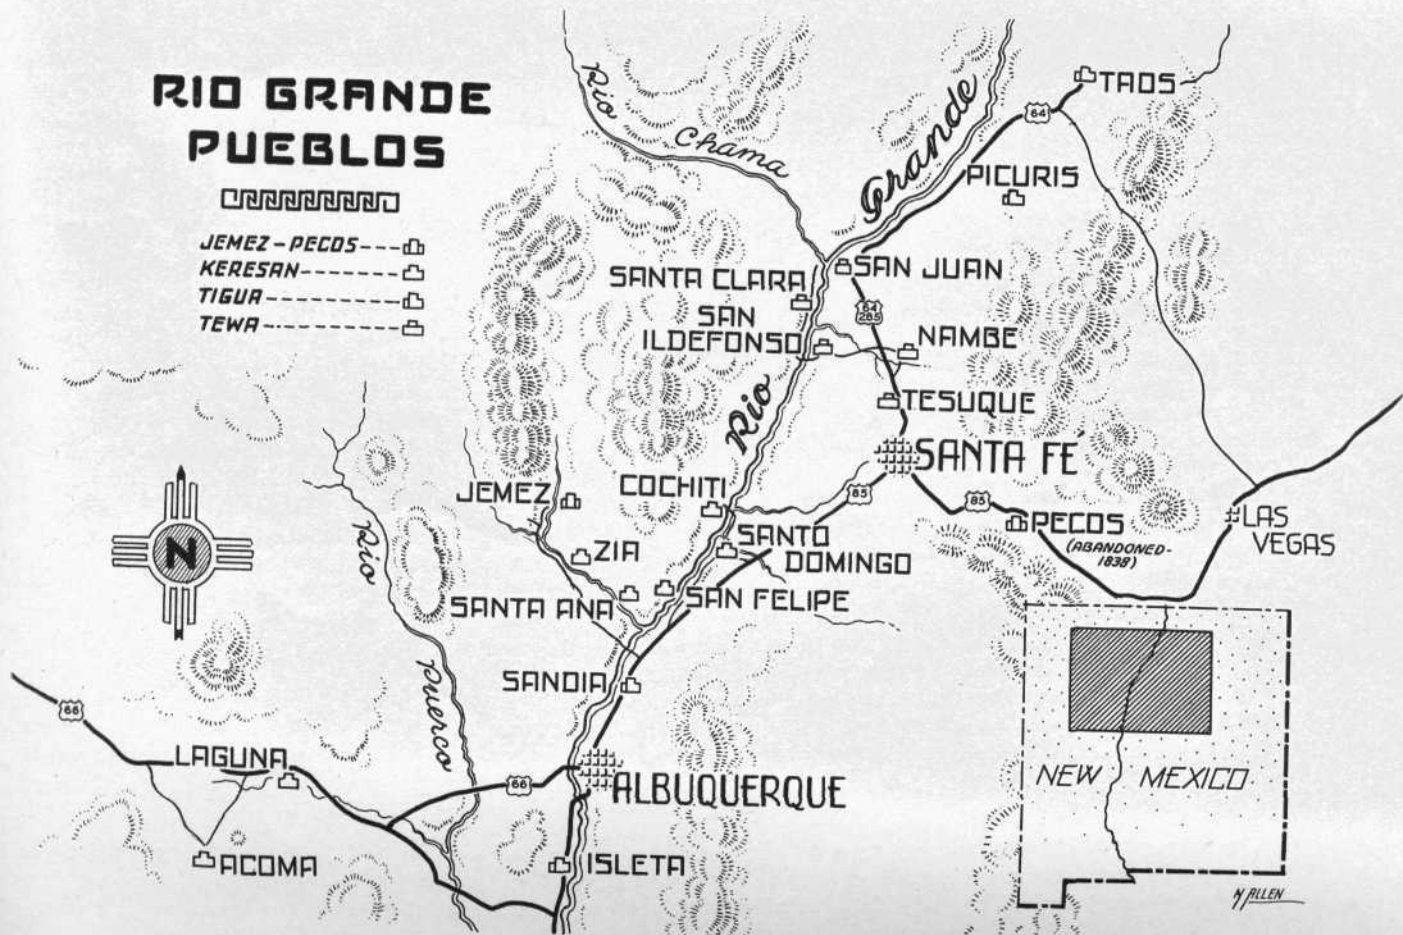 RIO GRANDE
PUEBLOS
JEMEZ-PECOS
KERESAN
TIGUA
TEWA
Rio
Chama
Rio Grande
TAOS
64
PICURIS
SAN JUAN
SANTA CLARA
64
285
SAN
ILDEFONSO
NAMBE
TESUQUE
SANTA FÉ
85
85
JEMEZ
COCHITI
PECOS
(ABANDONED-
1838)
LAS
VEGAS
SANTO
DOMINGO
ZIA
SANTA ANA
SAN FELIPE
N
Rio
Puerco
SANDIA
66
LAGUNA
66
ALBUQUERQUE
ACOMA
ISLETA
NEW MEXICO
N ALLEN